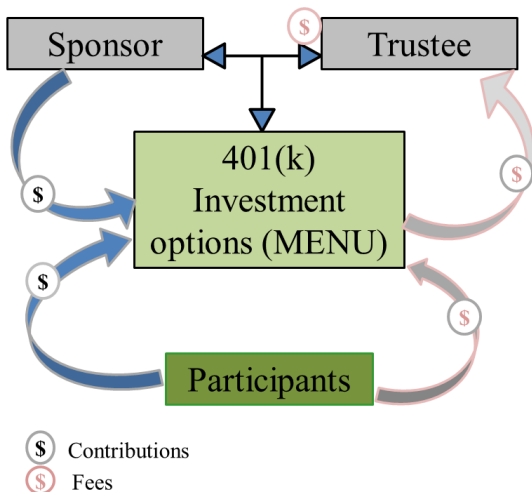 Sponsor
$
Trustee
401(k)
Investment
options (MENU)
$
$
$
$
Participants
$ Contributions
$ Fees